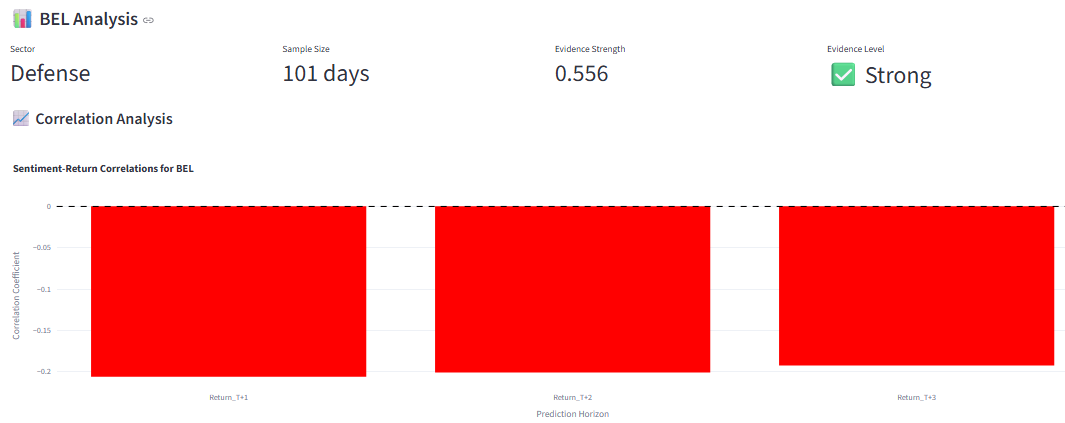 BEL Analysis
Sector
Sample Size
Evidence Strength
Evidence Level
Defense
101 days
0.556
Strong
Correlation Analysis
Sentiment-Return Correlations for BEL
0
−0.05
−0.1
−0.15
−0.2
Correlation Coefficient
Return_T+1
Return_T+2
Return_T+3
Prediction Horizon